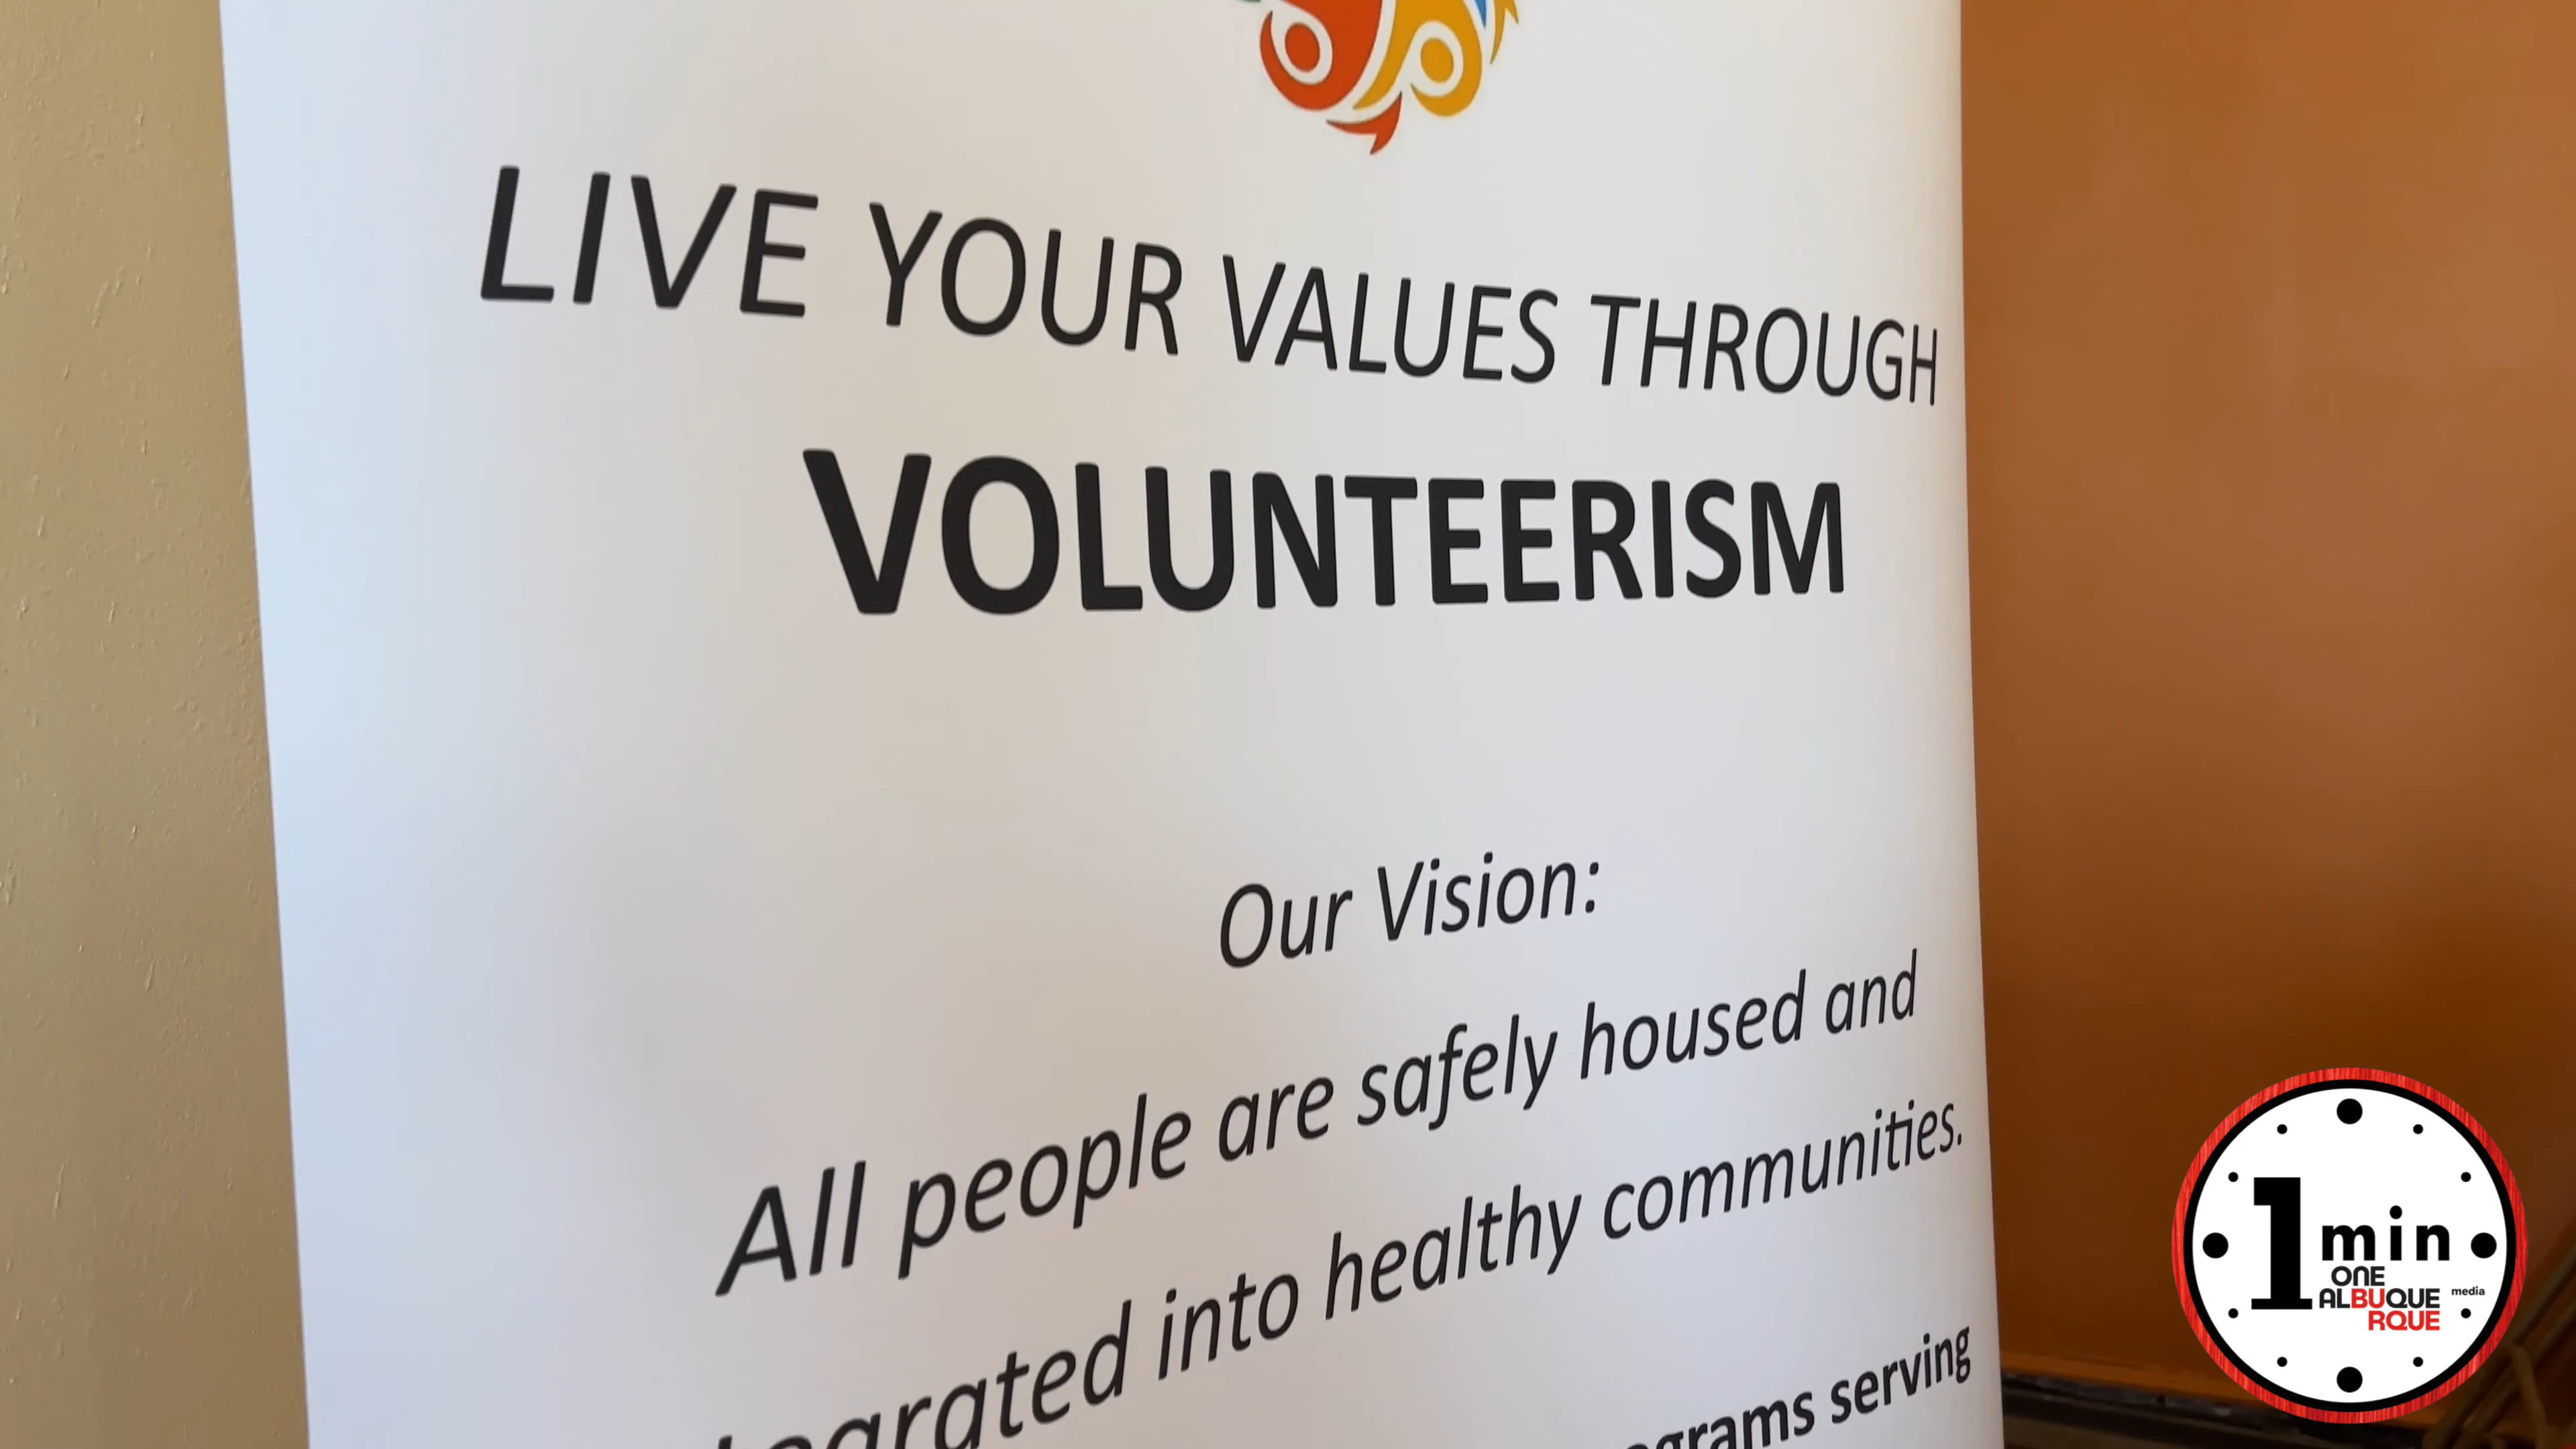 LIVE YOUR VALUES THROUGH
VOLUNTEERISM
Our Vision:
All people are safely housed and
into healthy communities.
serving
1 min
ONE
ALBUQUE
RQUE
media